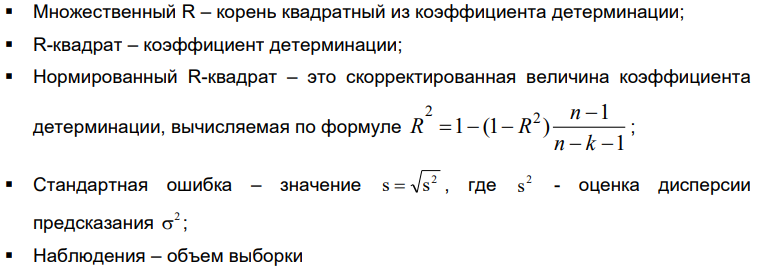 ▪ Множественный R – корень квадратный из коэффициента детерминации;
▪ R-квадрат – коэффициент детерминации;
▪ Нормированный R-квадрат – это скорректированная величина коэффициента
детерминации, вычисляемая по формуле R² = 1 − (1 − R²) (n − 1)/(n − k − 1) ;
▪ Стандартная ошибка – значение s = √s² , где s² - оценка дисперсии
предсказания σ²;
▪ Наблюдения – объем выборки